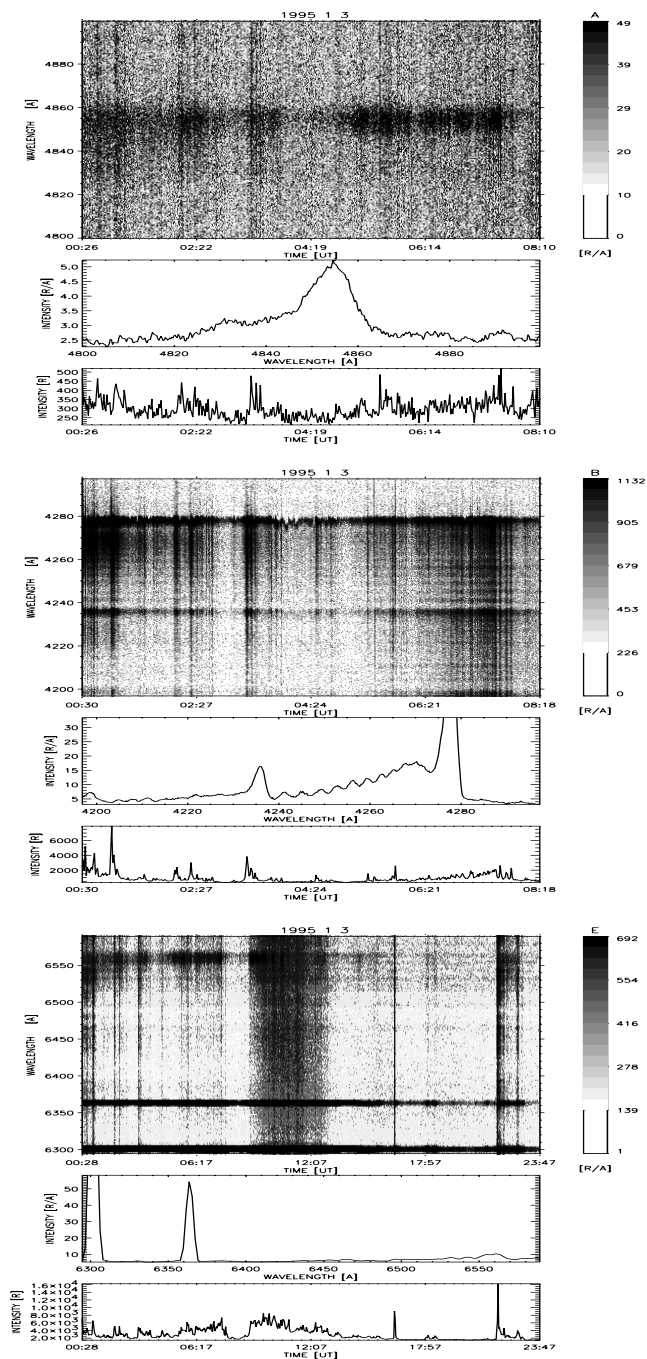 1995 1 3
A
WAVELENGTH [A]
4880
4860
4840
4820
4800
00:26 02:22 04:19 06:14 08:10
TIME [UT]
49
39
29
20
10
0
[R/A]
INTENSITY [R/A]
5.0
4.5
4.0
3.5
3.0
2.5
4800 4820 4840 4860 4880
WAVELENGTH [A]
INTENSITY [R]
500
450
400
350
300
250
00:26 02:22 04:19 06:14 08:10
TIME [UT]
1995 1 3
B
WAVELENGTH [A]
4280
4260
4240
4220
4200
00:30 02:27 04:24 06:21 08:18
TIME [UT]
1132
905
679
453
226
0
[R/A]
INTENSITY [R/A]
30
25
20
15
10
5
4200 4220 4240 4260 4280
WAVELENGTH [A]
INTENSITY [R]
6000
4000
2000
00:30 02:27 04:24 06:21 08:18
TIME [UT]
1995 1 3
E
WAVELENGTH [A]
6550
6500
6450
6400
6350
6300
00:28 06:17 12:07 17:57 23:47
TIME [UT]
692
554
416
278
139
1
[R/A]
INTENSITY [R/A]
50
40
30
20
10
6300 6350 6400 6450 6500 6550
WAVELENGTH [A]
INTENSITY [R]
1.6×10⁴
1.4×10⁴
1.2×10⁴
1.0×10⁴
8.0×10³
6.0×10³
4.0×10³
2.0×10³
00:28 06:17 12:07 17:57 23:47
TIME [UT]